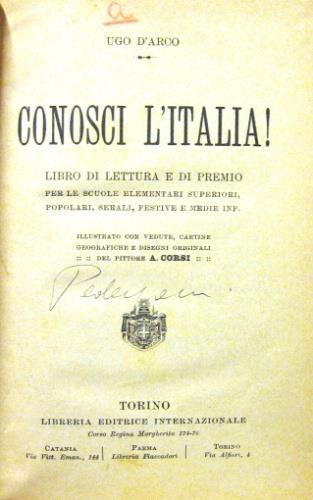 a
UGO D'ARCO
CONOSCI L'ITALIA!
LIBRO DI LETTURA E DI PREMIO
PER LE SCUOLE ELEMENTARI SUPERIORI,
POPOLARI, SERALI, FESTIVE E MEDIE INF.
ILLUSTRATO CON VEDUTE, CARTINE
GEOGRAFICHE E DISEGNI ORIGINALI
:: :: DEL PITTORE A. CORSI :: ::
TORINO
LIBRERIA EDITRICE INTERNAZIONALE
Corso Regina Margherita 174-76
CATANIA PARMA TORINO
Via Vitt. Eman., 144 Libreria Fiaccadori Via Alfieri, 4